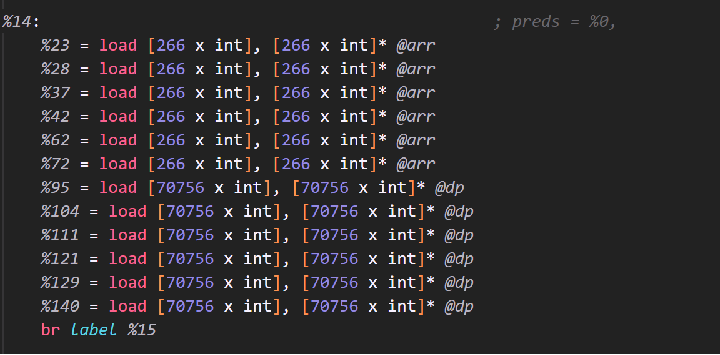 %14: ; preds = %0,
%23 = load [266 x int], [266 x int]* @arr
%28 = load [266 x int], [266 x int]* @arr
%37 = load [266 x int], [266 x int]* @arr
%42 = load [266 x int], [266 x int]* @arr
%62 = load [266 x int], [266 x int]* @arr
%72 = load [266 x int], [266 x int]* @arr
%95 = load [70756 x int], [70756 x int]* @dp
%104 = load [70756 x int], [70756 x int]* @dp
%111 = load [70756 x int], [70756 x int]* @dp
%121 = load [70756 x int], [70756 x int]* @dp
%129 = load [70756 x int], [70756 x int]* @dp
%140 = load [70756 x int], [70756 x int]* @dp
br label %15